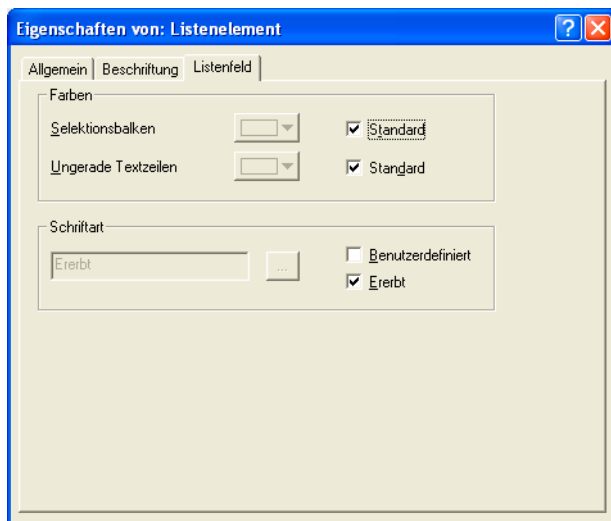 Eigenschaften von: Listenelement
?
Allgemein Beschriftung Listenfeld
Farben
Selektionsbalken Standard
Ungerade Textzeilen Standard
Schriftart
Ererbt ... Benutzerdefiniert
Ererbt